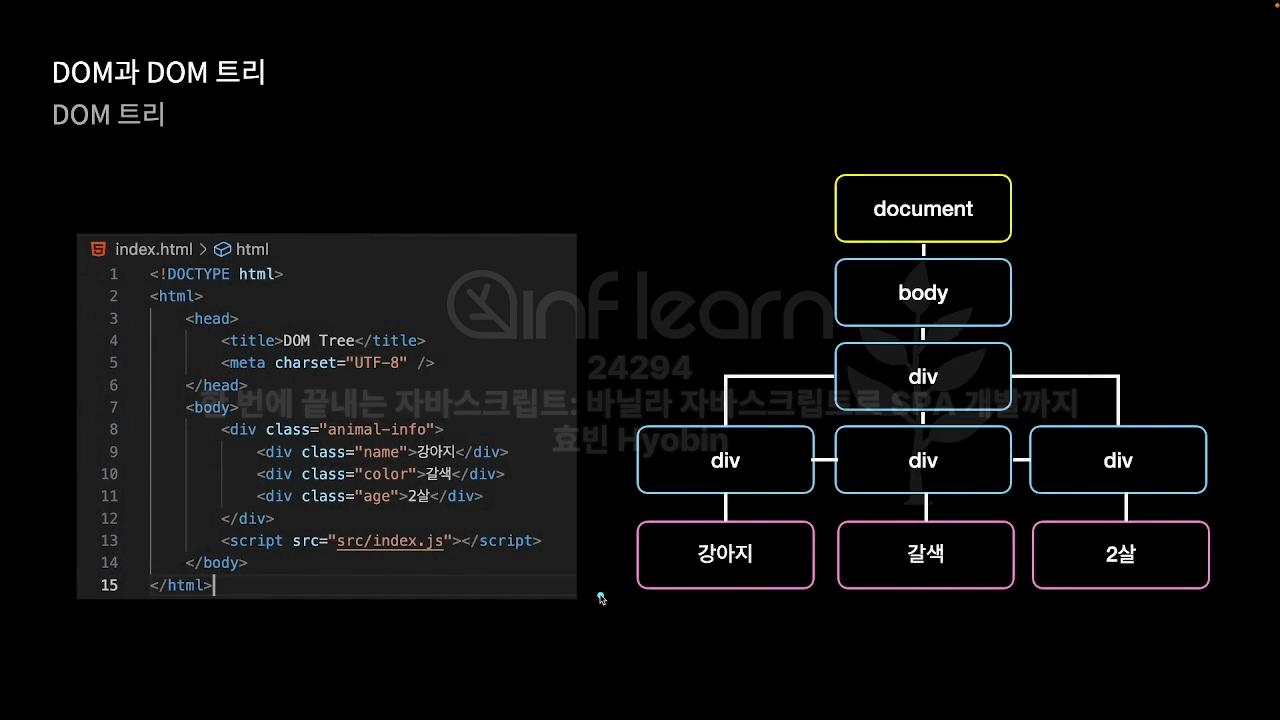 DOM과 DOM 트리
DOM 트리
index.html > html
1 <!DOCTYPE html>
2 <html>
3 <head>
4 <title>DOM Tree</title>
5 <meta charset="UTF-8" />
6 </head>
7 <body>
8 <div class="animal-info">
9 <div class="name">강아지</div>
10 <div class="color">갈색</div>
11 <div class="age">2살</div>
12 </div>
13 <script src="src/index.js"></script>
14 </body>
15 </html>
document
body
div
div div div
강아지 갈색 2살
inflearn
24294
한 번에 끝내는 자바스크립트: 바닐라 자바스크립트로 SPA 개발까지
효빈 Hyobin